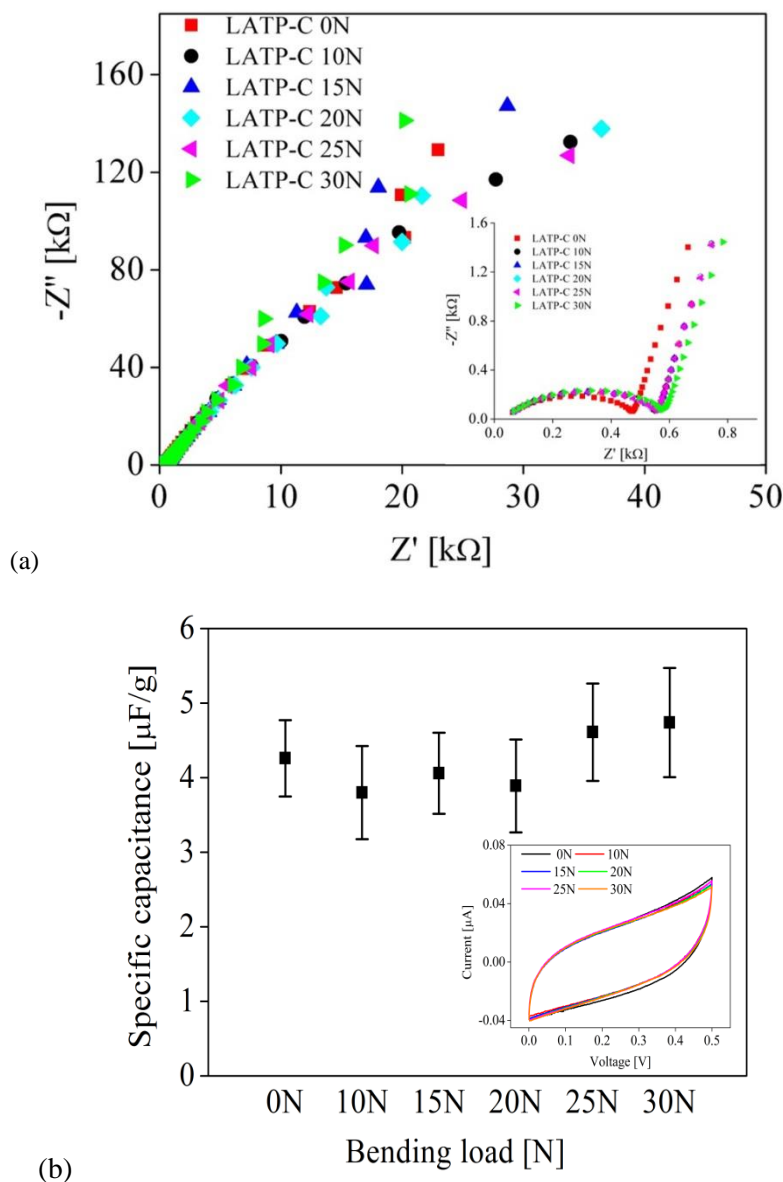 -Z'' [kΩ]
160
120
80
40
0
LATP-C 0N
LATP-C 10N
LATP-C 15N
LATP-C 20N
LATP-C 25N
LATP-C 30N
-Z'' [kΩ]
1.6
1.2
0.8
0.4
0.0
LATP-C 0N
LATP-C 10N
LATP-C 15N
LATP-C 20N
LATP-C 25N
LATP-C 30N
0.0 0.2 0.4 0.6 0.8
Z' [kΩ]
0 10 20 30 40 50
Z' [kΩ]
(a)
Specific capacitance [μF/g]
6
5
4
3
2
1
0
Current [μA]
0.08
0.04
0.00
-0.04
0N 10N
15N 20N
25N 30N
0.0 0.1 0.2 0.3 0.4 0.5
Voltage [V]
0N 10N 15N 20N 25N 30N
Bending load [N]
(b)